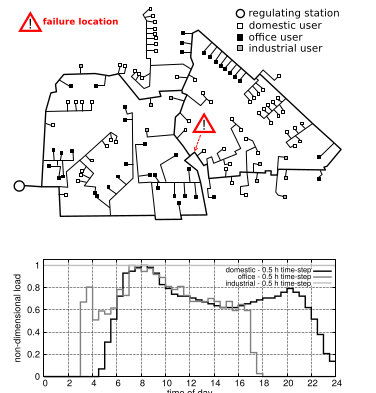 failure location
regulating station
domestic user
office user
industrial user
domestic - 0.5 h time-step
office - 0.5 h time-step
industrial - 0.5 h time-step
non-dimensional load
1
0.8
0.6
0.4
0.2
0
0 2 4 6 8 10 12 14 16 18 20 22 24
time of day